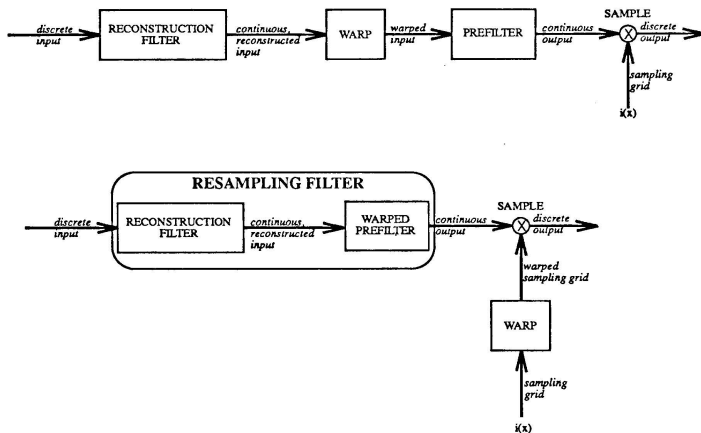 SAMPLE
discrete
input
RECONSTRUCTION
FILTER
continuous,
reconstructed
input
WARP
warped
input
PREFILTER
continuous
output
discrete
output
sampling
grid
i(x)
RESAMPLING FILTER
SAMPLE
discrete
input
RECONSTRUCTION
FILTER
continuous,
reconstructed
input
WARPED
PREFILTER
continuous
output
discrete
output
warped
sampling grid
WARP
sampling
grid
i(x)